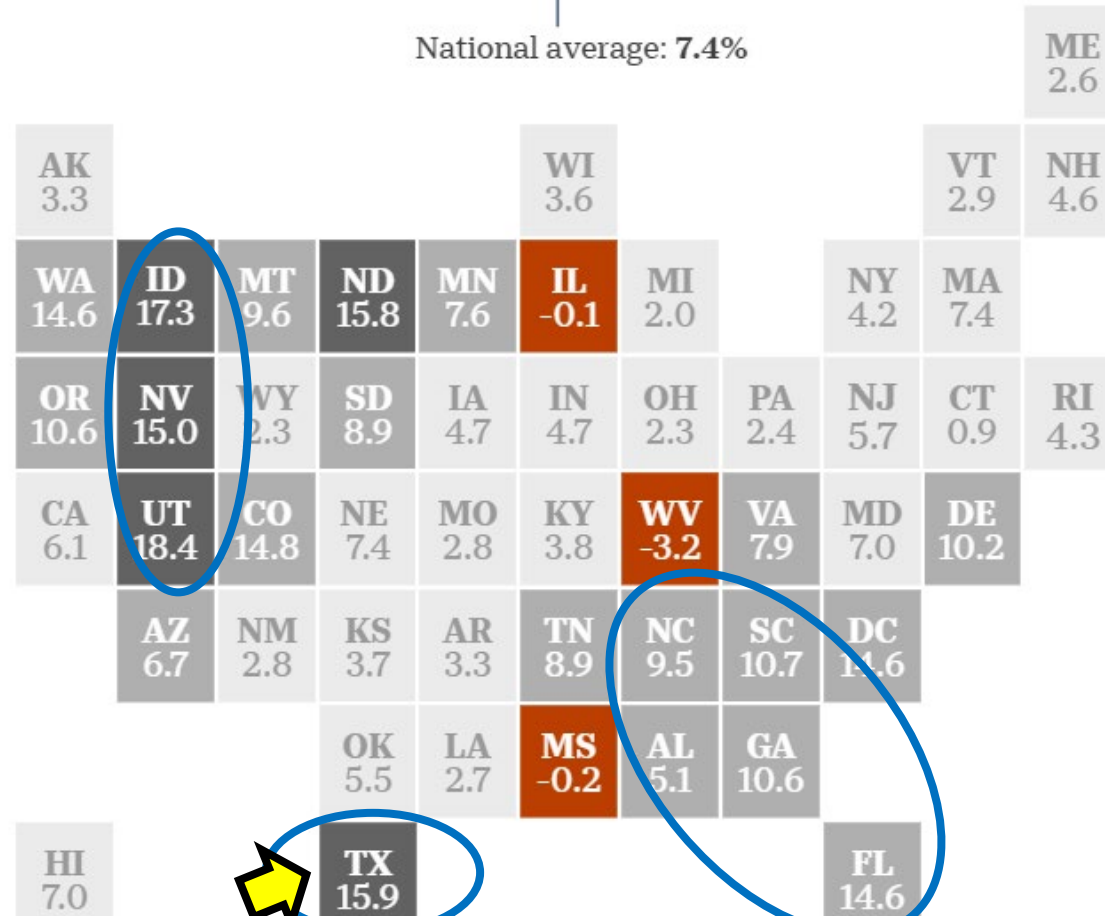 National average: 7.4%
ME
2.6
AK
3.3
WI
3.6
VT
2.9
NH
4.6
WA
14.6
ID
17.3
MT
9.6
ND
15.8
MN
7.6
IL
-0.1
MI
2.0
NY
4.2
MA
7.4
OR
10.6
NV
15.0
WY
2.3
SD
8.9
IA
4.7
IN
4.7
OH
2.3
PA
2.4
NJ
5.7
CT
0.9
RI
4.3
CA
6.1
UT
18.4
CO
14.8
NE
7.4
MO
2.8
KY
3.8
WV
-3.2
VA
7.9
MD
7.0
DE
10.2
AZ
6.7
NM
2.8
KS
3.7
AR
3.3
TN
8.9
NC
9.5
SC
10.7
DC
14.6
OK
5.5
LA
2.7
MS
-0.2
AL
5.1
GA
10.6
HI
7.0
TX
15.9
FL
14.6